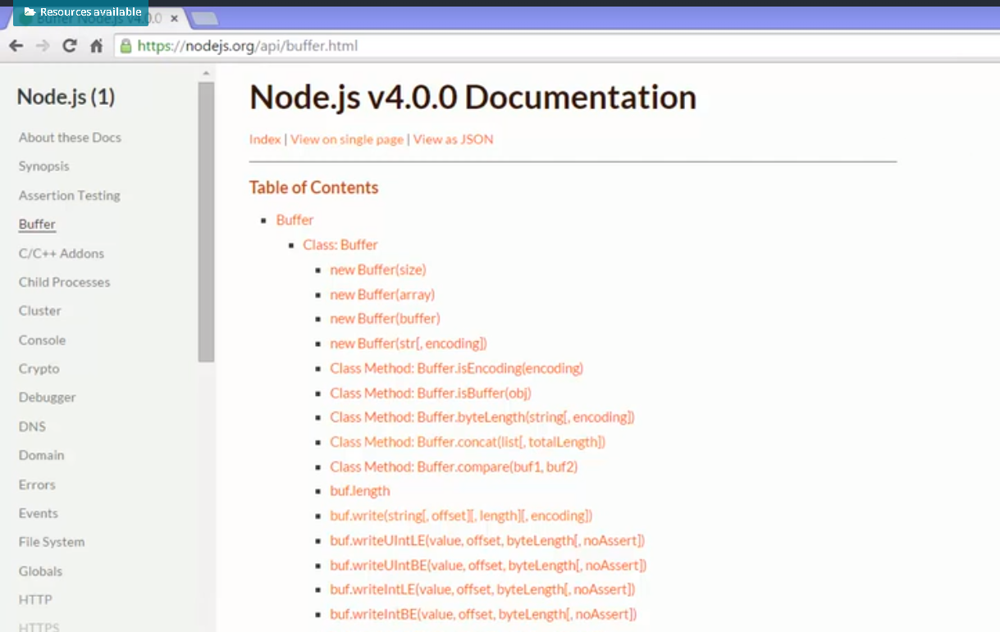 Resources available
Buffer Node.js v4.0.0
https://nodejs.org/api/buffer.html
Node.js (1)
About these Docs
Synopsis
Assertion Testing
Buffer
C/C++ Addons
Child Processes
Cluster
Console
Crypto
Debugger
DNS
Domain
Errors
Events
File System
Globals
HTTP
HTTPS
Node.js v4.0.0 Documentation
Index | View on single page | View as JSON
Table of Contents
Buffer
Class: Buffer
new Buffer(size)
new Buffer(array)
new Buffer(buffer)
new Buffer(str[, encoding])
Class Method: Buffer.isEncoding(encoding)
Class Method: Buffer.isBuffer(obj)
Class Method: Buffer.byteLength(string[, encoding])
Class Method: Buffer.concat(list[, totalLength])
Class Method: Buffer.compare(buf1, buf2)
buf.length
buf.write(string[, offset][, length][, encoding])
buf.writeUIntLE(value, offset, byteLength[, noAssert])
buf.writeUIntBE(value, offset, byteLength[, noAssert])
buf.writeIntLE(value, offset, byteLength[, noAssert])
buf.writeIntBE(value, offset, byteLength[, noAssert])